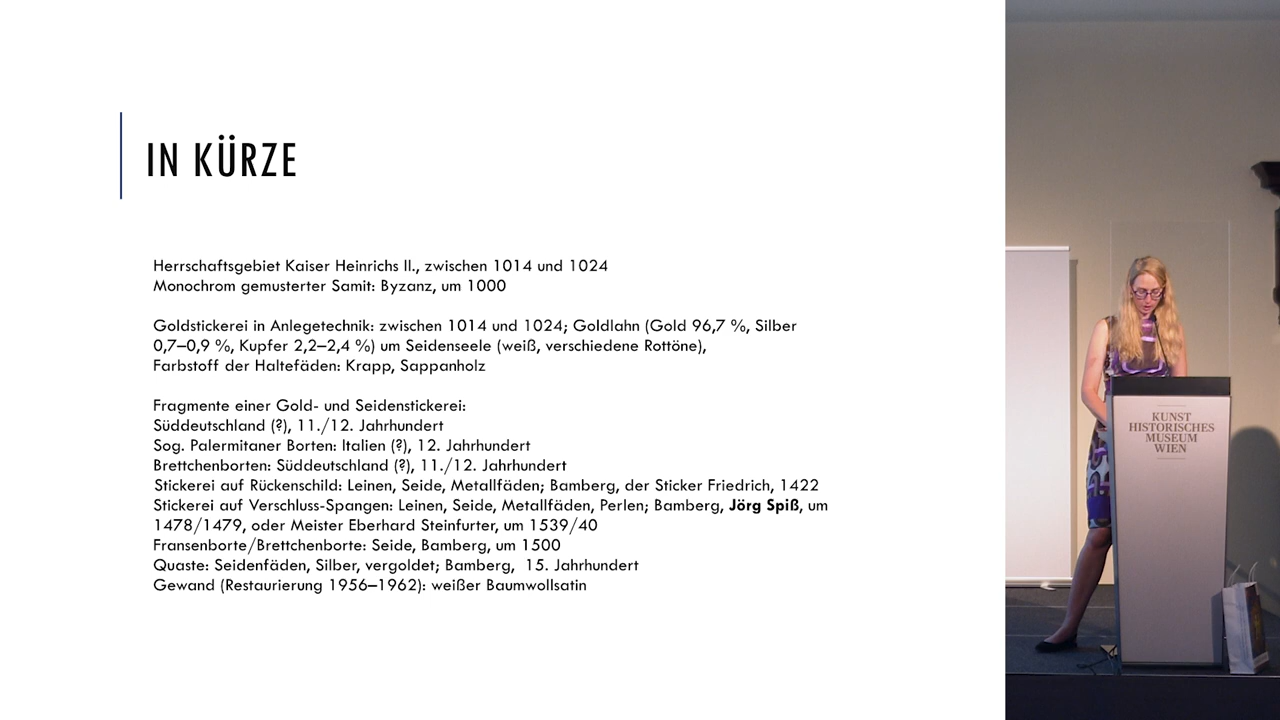 IN KÜRZE
Herrschaftsgebiet Kaiser Heinrichs II., zwischen 1014 und 1024
Monochrom gemusterter Samit: Byzanz, um 1000
Goldstickerei in Anlegetechnik: zwischen 1014 und 1024; Goldlahn (Gold 96,7 %, Silber
0,7–0,9 %, Kupfer 2,2–2,4 %) um Seidenseele (weiß, verschiedene Rottöne),
Farbstoff der Haltefäden: Krapp, Sappanholz
Fragmente einer Gold- und Seidenstickerei:
Süddeutschland (?), 11./12. Jahrhundert
Sog. Palermitaner Borten: Italien (?), 12. Jahrhundert
Brettchenborten: Süddeutschland (?), 11./12. Jahrhundert
Stickerei auf Rückenschild: Leinen, Seide, Metallfäden; Bamberg, der Sticker Friedrich, 1422
Stickerei auf Verschluss-Spangen: Leinen, Seide, Metallfäden, Perlen; Bamberg, Jörg Spiß, um
1478/1479, oder Meister Eberhard Steinfurter, um 1539/40
Fransenborte/Brettchenborte: Seide, Bamberg, um 1500
Quaste: Seidenfäden, Silber, vergoldet; Bamberg, 15. Jahrhundert
Gewand (Restaurierung 1956–1962): weißer Baumwollsatin
KUNST
HISTORISCHES
MUSEUM
WIEN